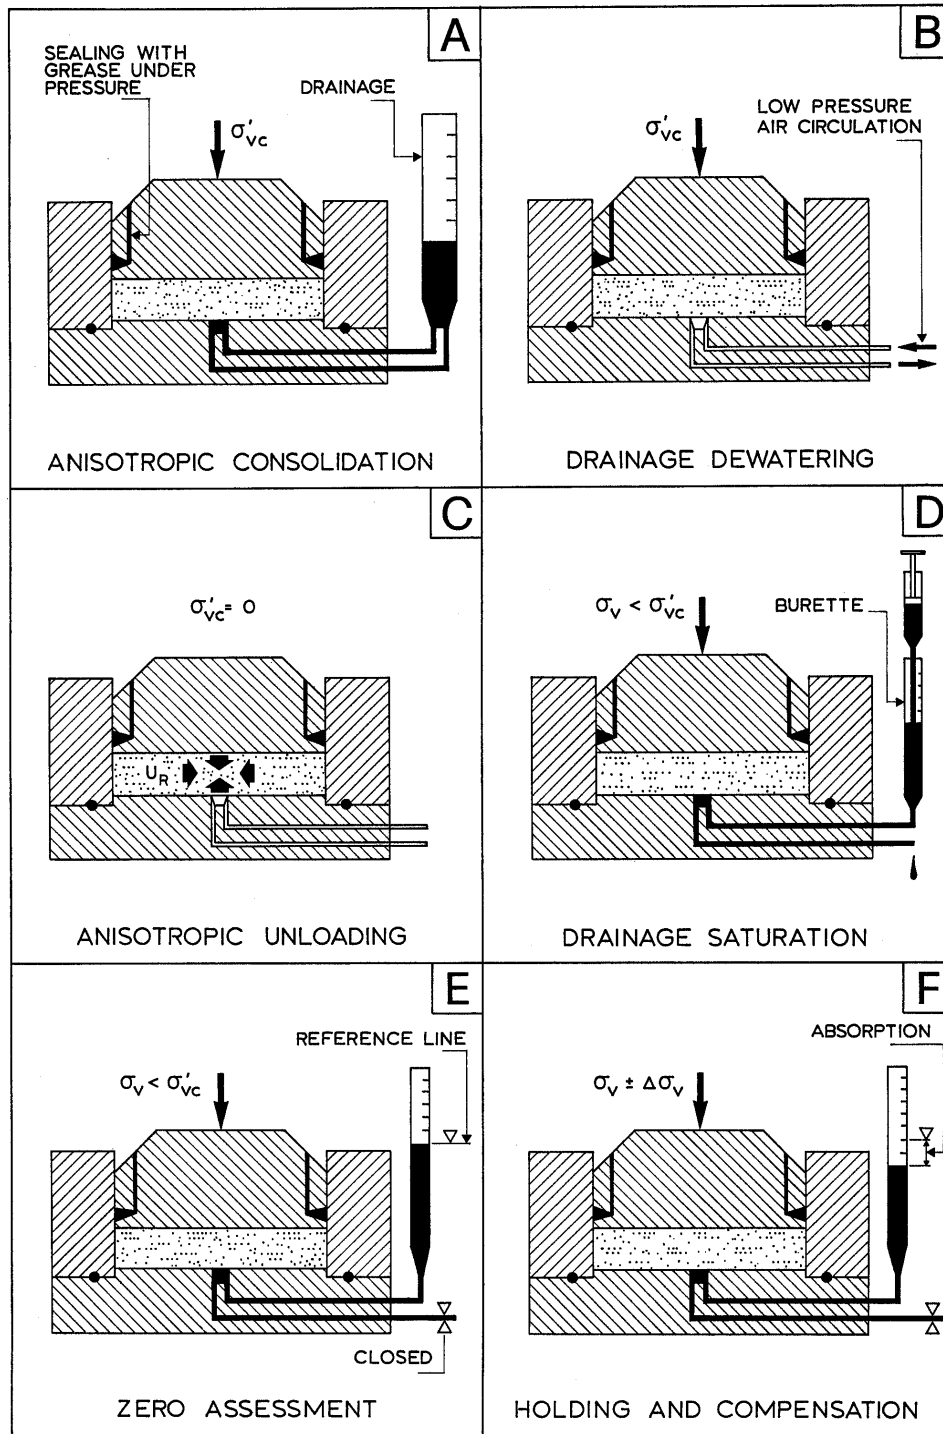 A
SEALING WITH
GREASE UNDER
PRESSURE
DRAINAGE
σ'vc
ANISOTROPIC CONSOLIDATION
B
LOW PRESSURE
AIR CIRCULATION
σ'vc
DRAINAGE DEWATERING
C
σ'vc = 0
UR
ANISOTROPIC UNLOADING
D
σv < σ'vc
BURETTE
DRAINAGE SATURATION
E
REFERENCE LINE
σv < σ'vc
CLOSED
ZERO ASSESSMENT
F
ABSORPTION
σv ± Δσv
HOLDING AND COMPENSATION